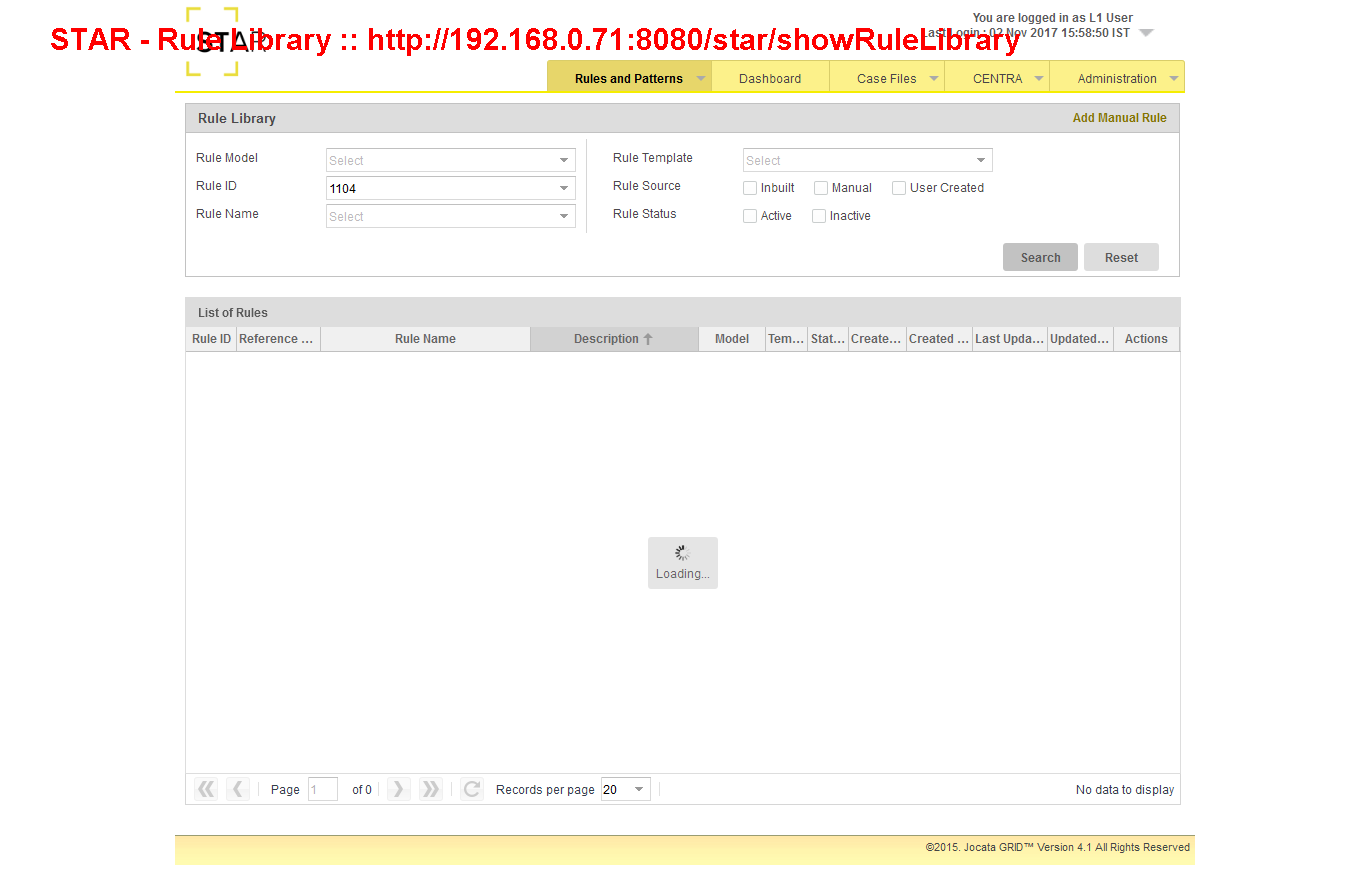 You are logged in as L1 User
STAR
STAR - Rule Library :: http://192.168.0.71:8080/star/showRuleLibrary
Last Login : 02 Nov 2017 15:58:50 IST
Rules and Patterns Dashboard Case Files CENTRA Administration
Rule Library Add Manual Rule
Rule Model Select Rule Template Select
Rule ID 1104 Rule Source Inbuilt Manual User Created
Rule Name Select Rule Status Active Inactive
Search Reset
List of Rules
Rule ID Reference ... Rule Name Description Model Tem... Stat... Create... Created ... Last Upda... Updated... Actions
Loading...
Page 1 of 0 Records per page 20 No data to display
©2015. Jocata GRID™ Version 4.1 All Rights Reserved